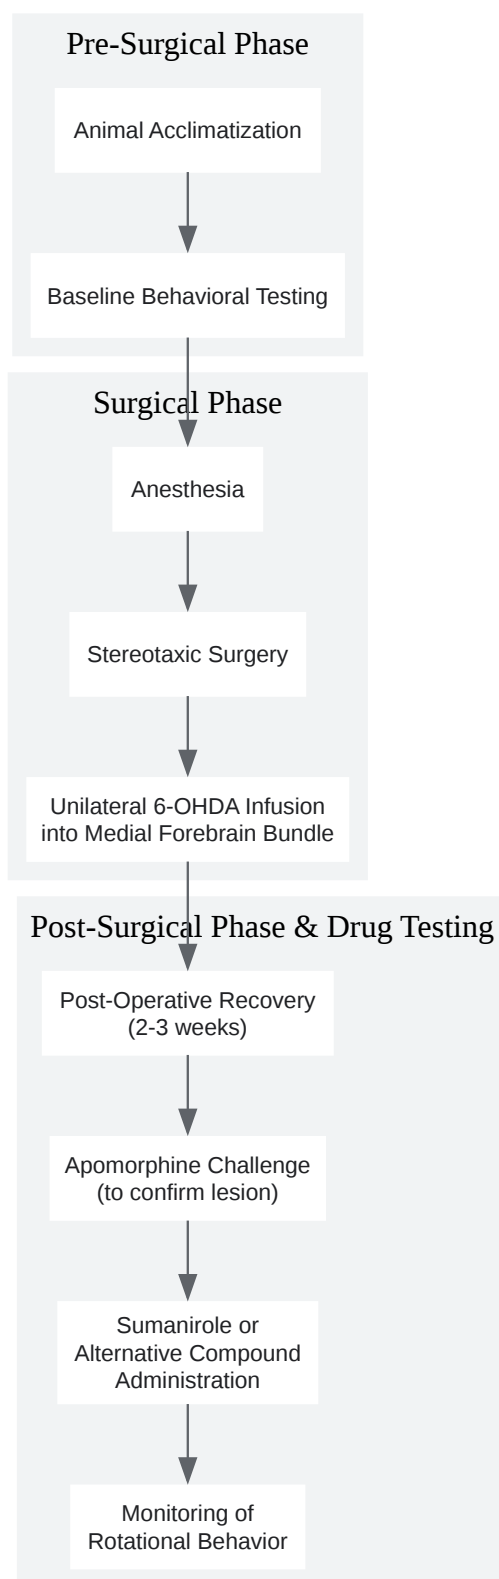 Pre-Surgical Phase
Animal Acclimatization
Baseline Behavioral Testing
Surgical Phase
Anesthesia
Stereotaxic Surgery
Unilateral 6-OHDA Infusion
into Medial Forebrain Bundle
Post-Surgical Phase & Drug Testing
Post-Operative Recovery
(2-3 weeks)
Apomorphine Challenge
(to confirm lesion)
Sumanirole or
Alternative Compound
Administration
Monitoring of
Rotational Behavior